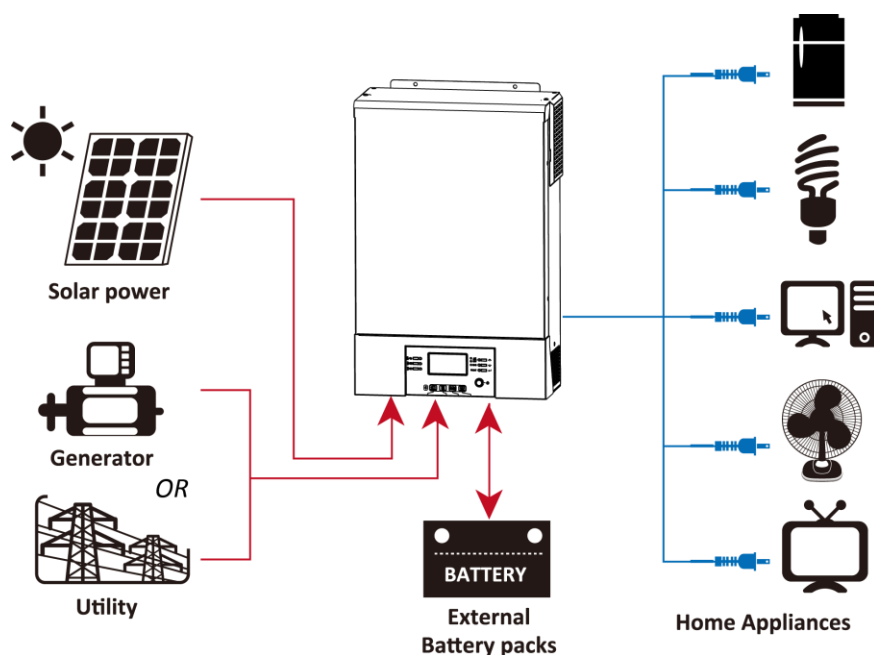 Solar power
Generator
OR
Utility
BATTERY
External
Battery packs
Home Appliances